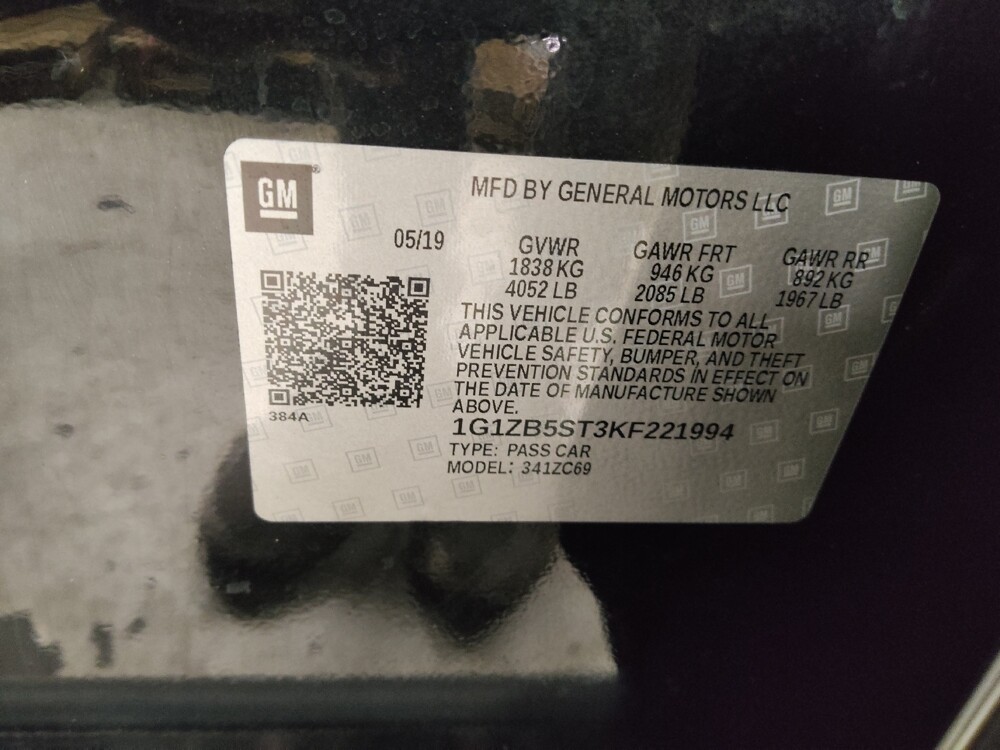 GM
MFD BY GENERAL MOTORS LLC
05/19
GVWR GAWR FRT GAWR RR
1838 KG 946 KG 892 KG
4052 LB 2085 LB 1967 LB
THIS VEHICLE CONFORMS TO ALL
APPLICABLE U.S. FEDERAL MOTOR
VEHICLE SAFETY, BUMPER, AND THEFT
PREVENTION STANDARDS IN EFFECT ON
THE DATE OF MANUFACTURE SHOWN
ABOVE.
384A
1G1ZB5ST3KF221994
TYPE: PASS CAR
MODEL: 341ZC69